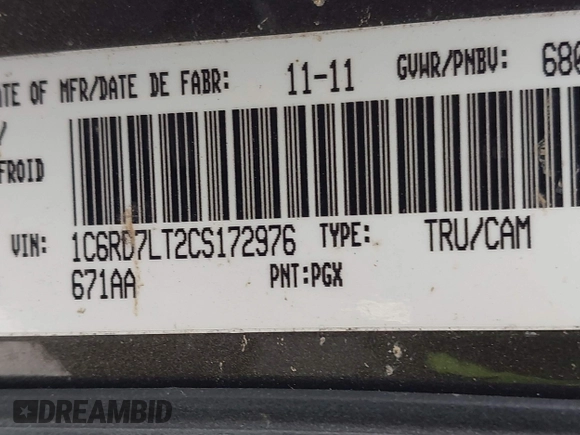 ATE OF MFR/DATE DE FABR: 11-11 GVWR/PNBV: 680
FROID
VIN: 1C6RD7LT2CS172976 TYPE: TRU/CAM
671AA PNT:PGX
DREAMBID